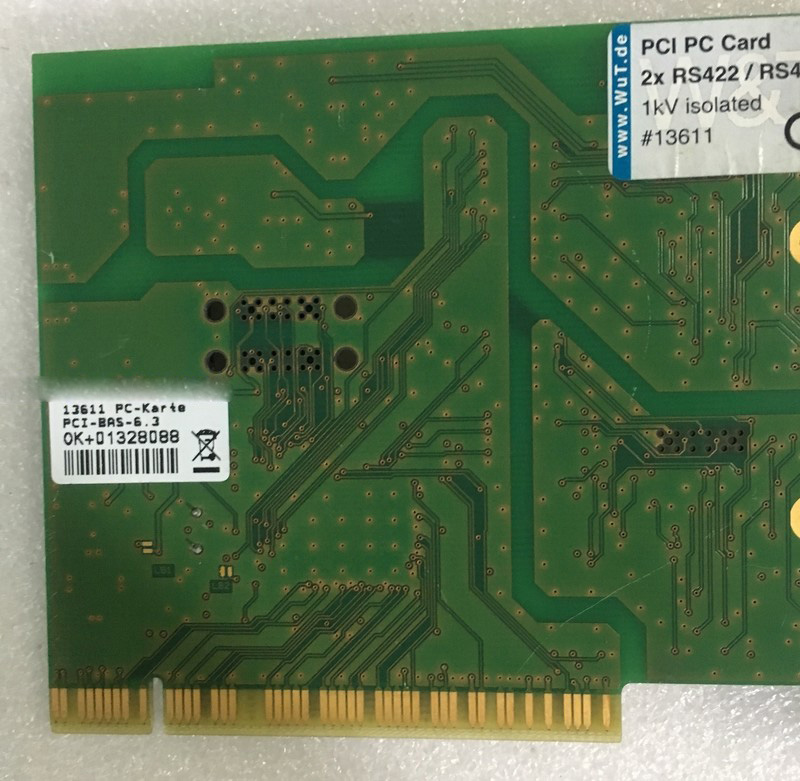 www.WuT.de
PCI PC Card
2x RS422 / RS4
1kV isolated
#13611
13611 PC-Karte
PCI-BAS-6.3
OK+01328088